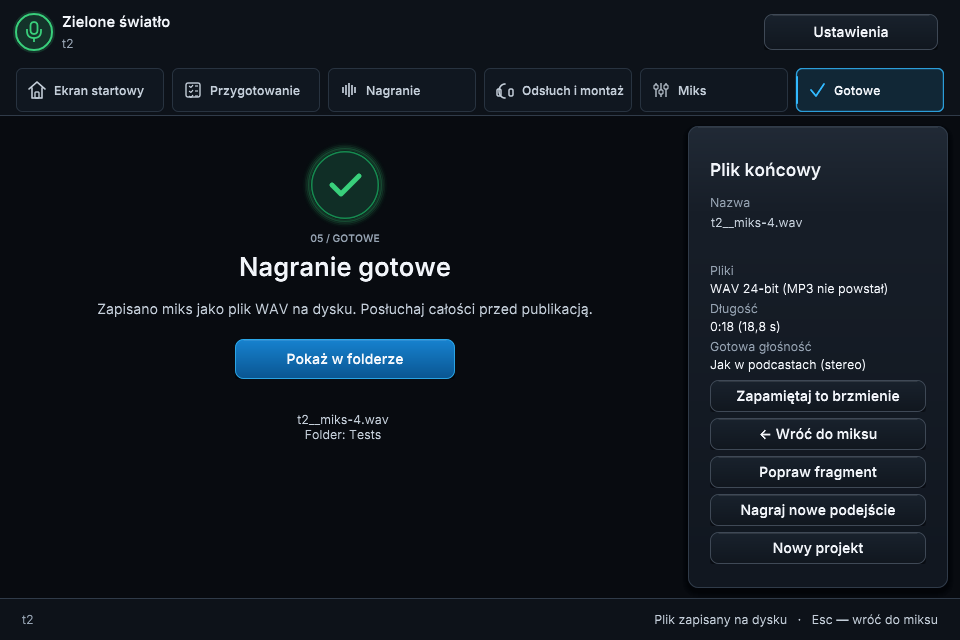 Zielone światło
t2
Ustawienia
Ekran startowy
Przygotowanie
Nagranie
Odsłuch i montaż
Miks
Gotowe
05 / GOTOWE
Nagranie gotowe
Zapisano miks jako plik WAV na dysku. Posłuchaj całości przed publikacją.
Pokaż w folderze
t2__miks-4.wav
Folder: Tests
Plik końcowy
Nazwa
t2__miks-4.wav
Pliki
WAV 24-bit (MP3 nie powstał)
Długość
0:18 (18,8 s)
Gotowa głośność
Jak w podcastach (stereo)
Zapamiętaj to brzmienie
← Wróć do miksu
Popraw fragment
Nagraj nowe podejście
Nowy projekt
t2
Plik zapisany na dysku · Esc — wróć do miksu